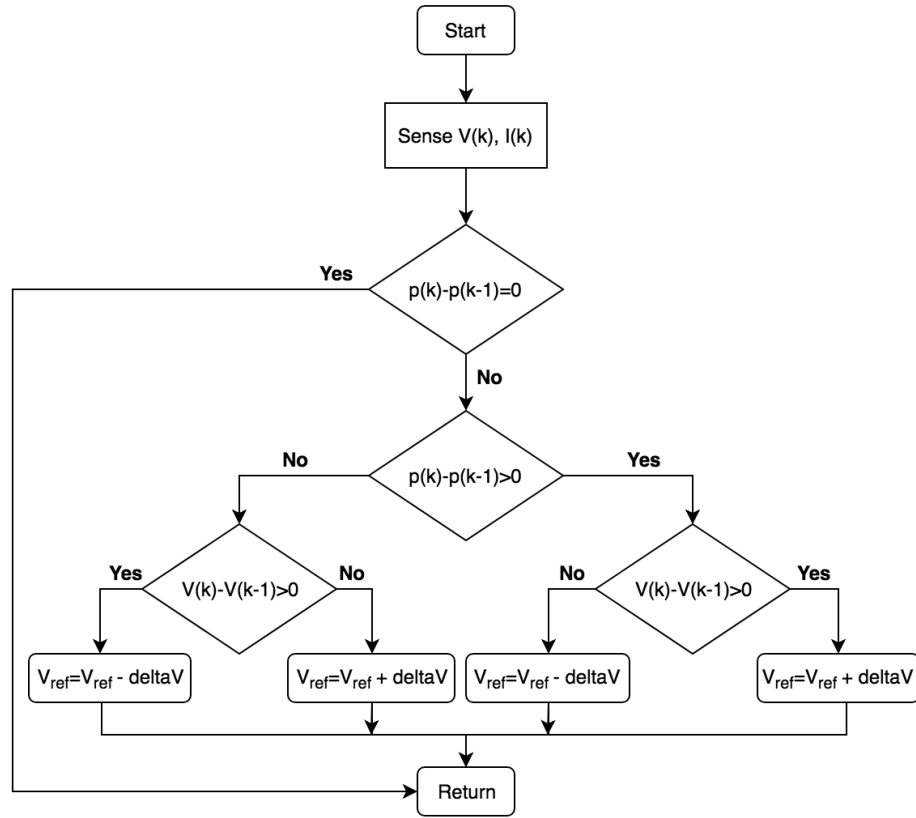 Start
Sense V(k), I(k)
Yes
p(k)-p(k-1)=0
No
No
p(k)-p(k-1)>0
Yes
Yes
V(k)-V(k-1)>0
No
No
V(k)-V(k-1)>0
Yes
Vref=Vref - deltaV
Vref=Vref + deltaV
Vref=Vref - deltaV
Vref=Vref + deltaV
Return